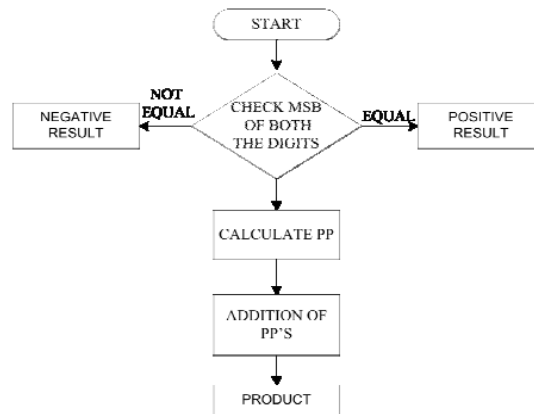 START
NOT
EQUAL
NEGATIVE
RESULT
CHECK MSB
OF BOTH
THE DIGITS
EQUAL
POSITIVE
RESULT
CALCULATE PP
ADDITION OF
PP'S
PRODUCT